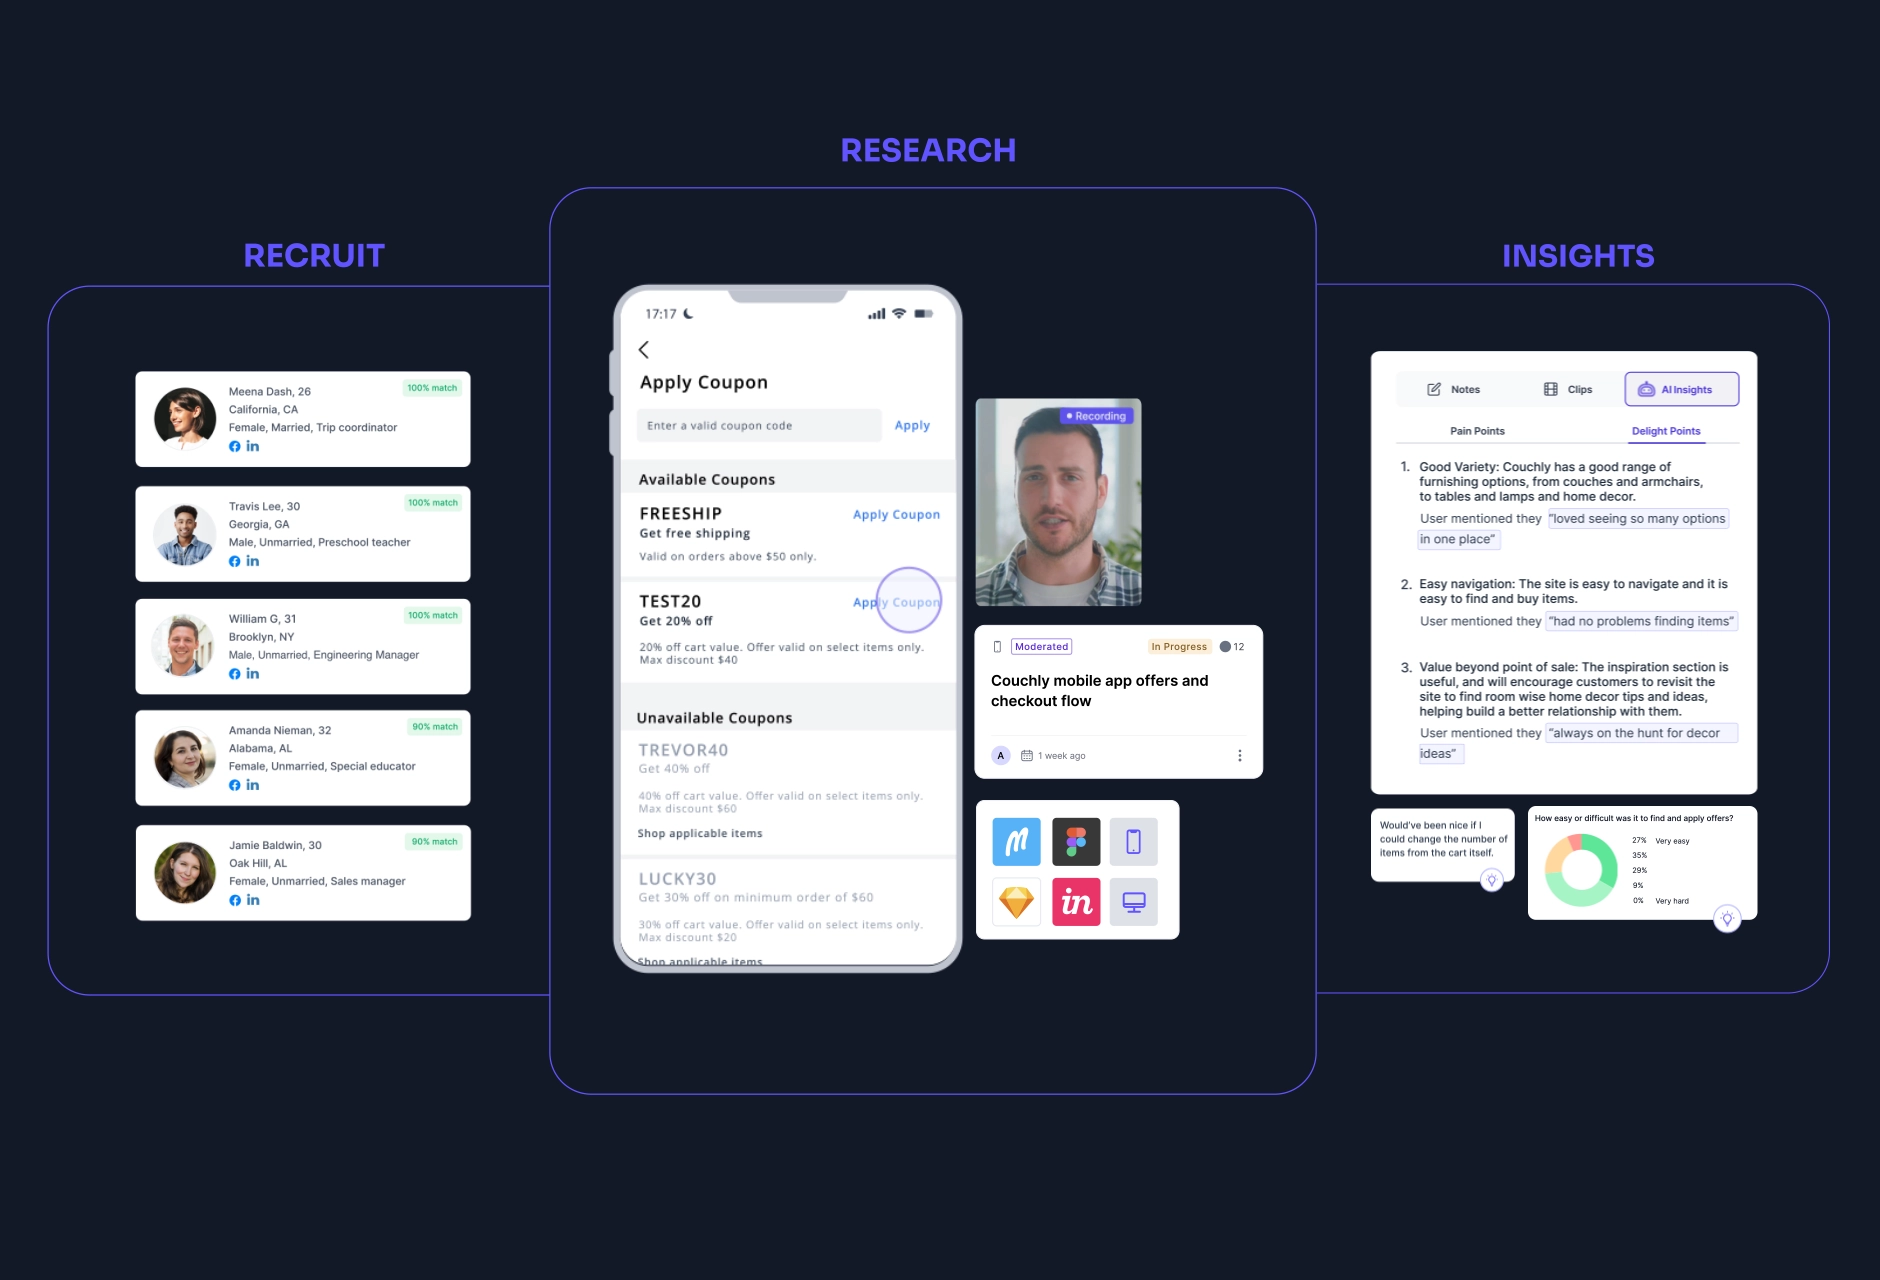 RESEARCH
RECRUIT
INSIGHTS
Meena Dash, 26
100% match
California, CA
Female, Married, Trip coordinator
in
Travis Lee, 30
100% match
Georgia, GA
Male, Unmarried, Preschool teacher
in
William G, 31
100% match
Brooklyn, NY
Male, Unmarried, Engineering Manager
in
Amanda Nieman, 32
90% match
Alabama, AL
Female, Unmarried, Special educator
in
Jamie Baldwin, 30
90% match
Oak Hill, AL
Female, Unmarried, Sales manager
in
17:17
Apply Coupon
Enter a valid coupon code
Apply
Available Coupons
FREESHIP
Apply Coupon
Get free shipping
Valid on orders above $50 only.
TEST20
Apply Coupon
Get 20% off
20% off cart value. Offer valid on select items only.
Max discount $40
Unavailable Coupons
TREVOR40
Get 40% off
40% off cart value. Offer valid on select items only.
Max discount $60
Shop applicable items
LUCKY30
Get 30% off on minimum order of $60
30% off cart value. Offer valid on select items only.
Max discount $20
Shop applicable items
Recording
Moderated
In Progress
12
Couchly mobile app offers and
checkout flow
A
1 week ago
in
Notes
Clips
AI Insights
Pain Points
Delight Points
1. Good Variety: Couchly has a good range of
furnishing options, from couches and armchairs,
to tables and lamps and home decor.
User mentioned they “loved seeing so many options
in one place”
2. Easy navigation: The site is easy to navigate and it is
easy to find and buy items.
User mentioned they “had no problems finding items”
3. Value beyond point of sale: The inspiration section is
useful, and will encourage customers to revisit the
site to find room wise home decor tips and ideas,
helping build a better relationship with them.
User mentioned they “always on the hunt for decor
ideas”
Would’ve been nice if I
could change the number of
items from the cart itself.
How easy or difficult was it to find and apply offers?
27% Very easy
35%
29%
9%
0% Very hard